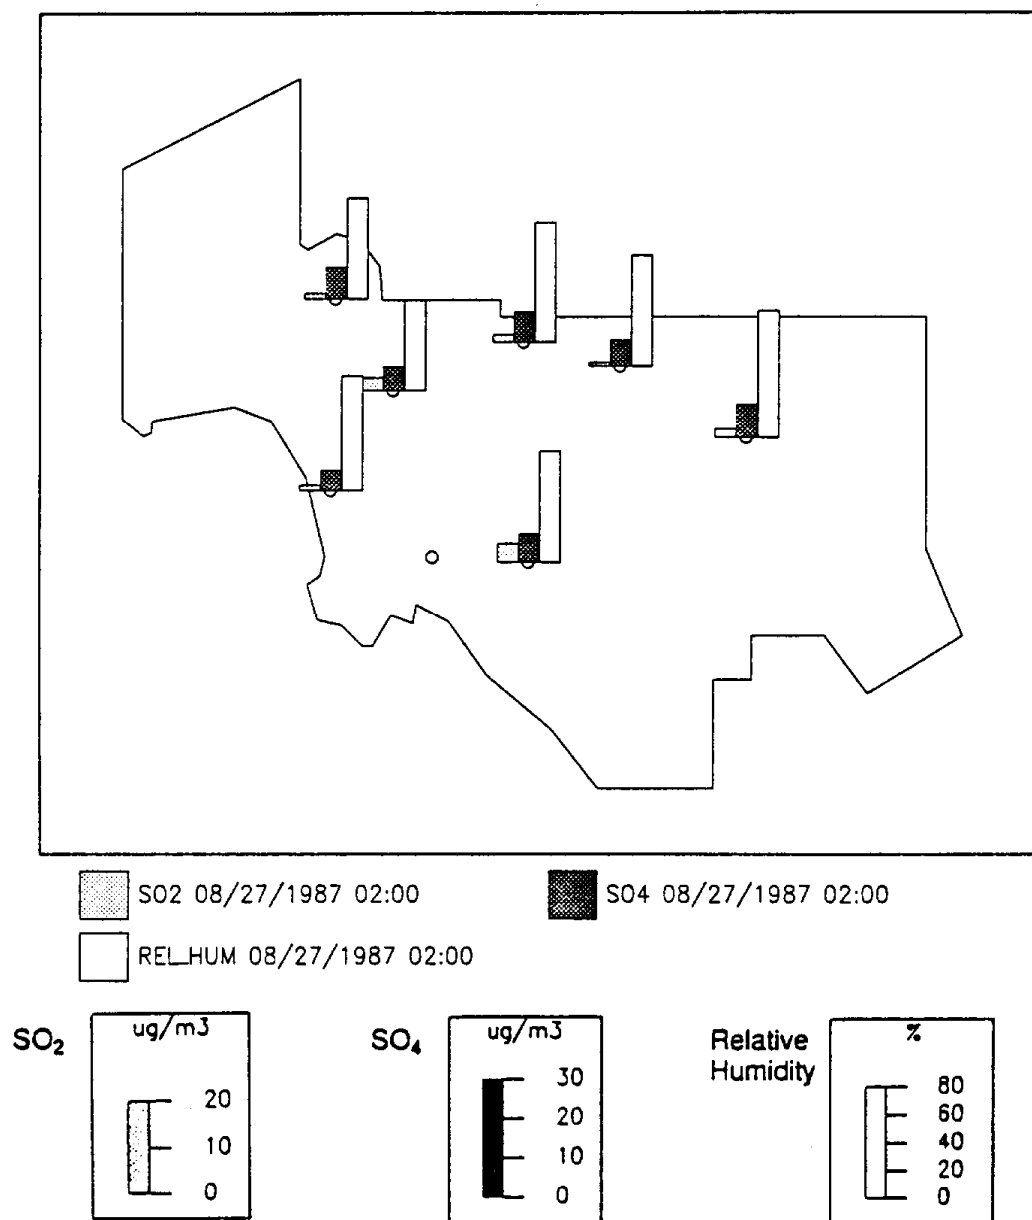 SO2 08/27/1987 02:00
SO4 08/27/1987 02:00
REL_HUM 08/27/1987 02:00
SO₂
ug/m3
20
10
0
SO₄
ug/m3
30
20
10
0
Relative
Humidity
%
80
60
40
20
0